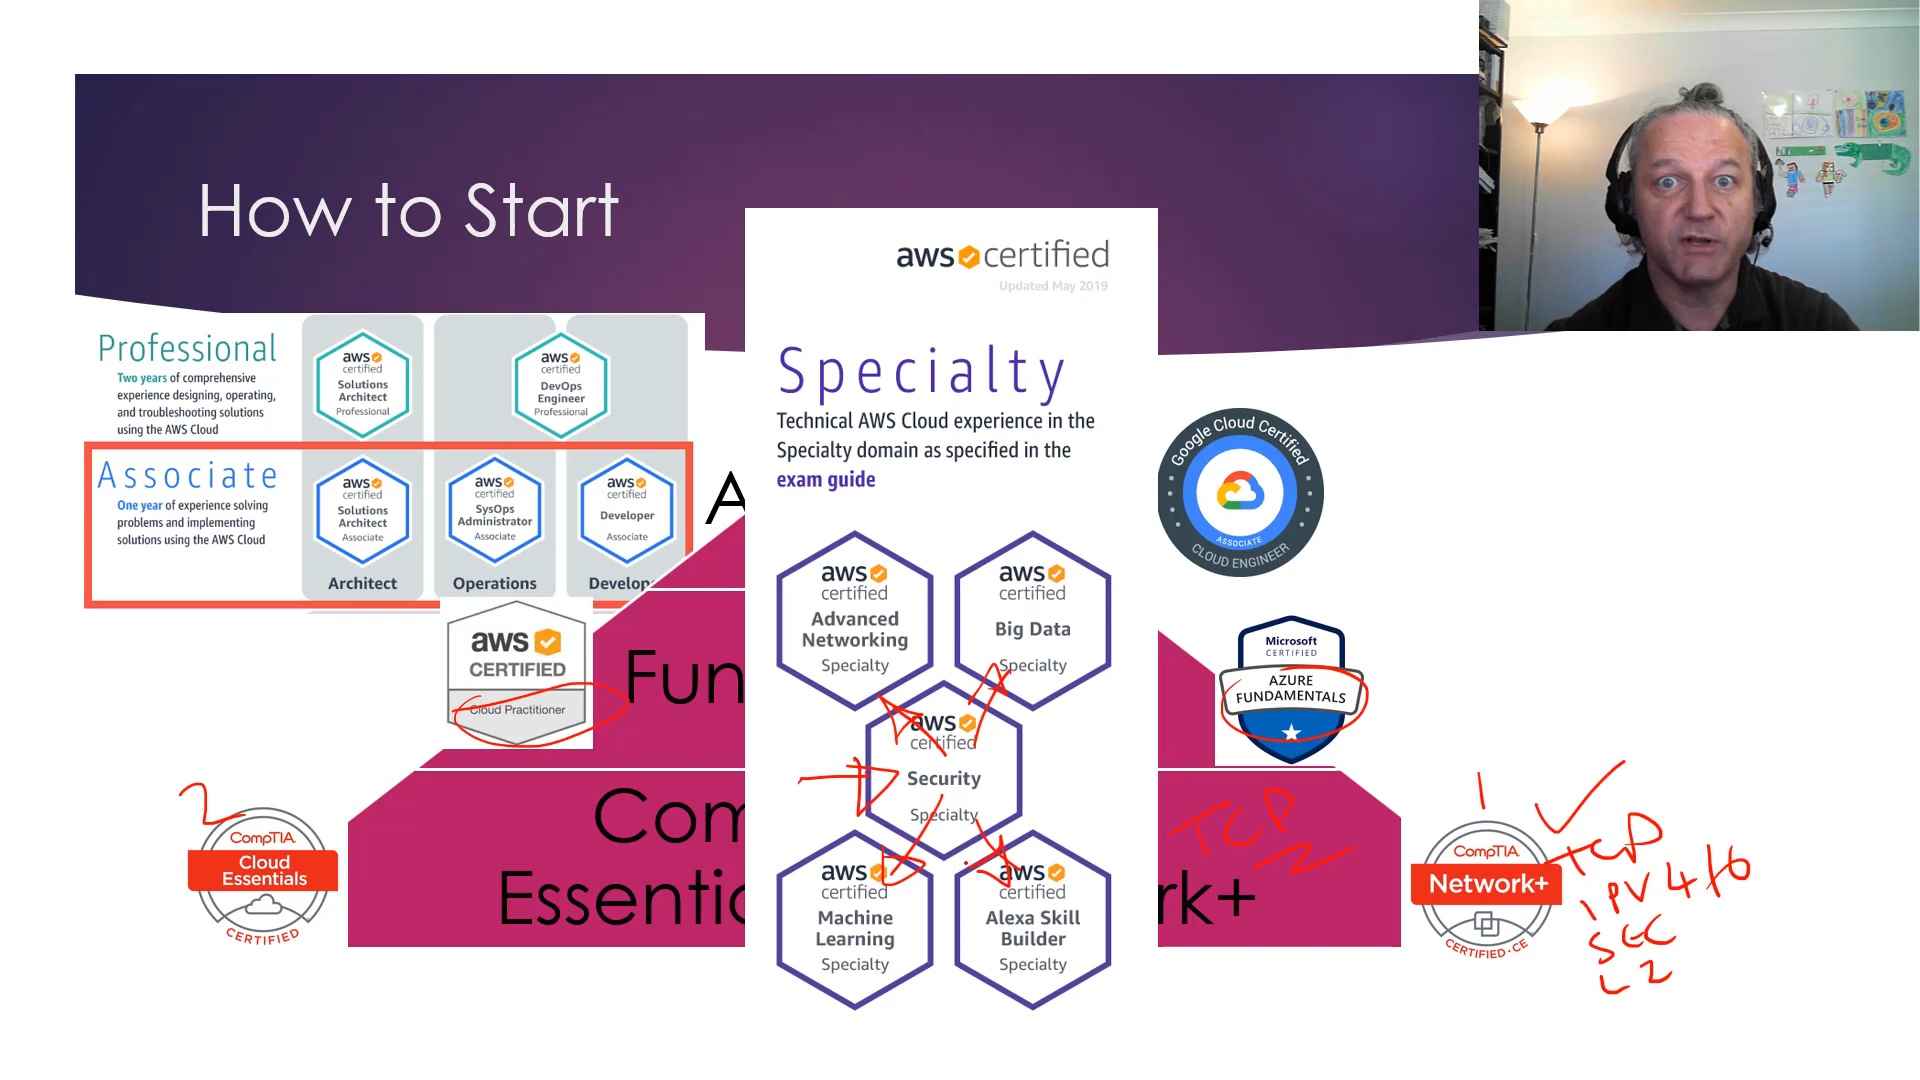 How to Start
aws certified
Updated May 2019
Specialty
Technical AWS Cloud experience in the
Specialty domain as specified in the
exam guide
Professional
Two years of comprehensive
experience designing, operating,
and troubleshooting solutions
using the AWS Cloud
aws
certified
Solutions
Architect
Professional
aws
certified
DevOps
Engineer
Professional
Associate
One year of experience solving
problems and implementing
solutions using the AWS Cloud
aws
certified
Solutions
Architect
Associate
aws
certified
SysOps
Administrator
Associate
aws
certified
Developer
Associate
Architect
Operations
Develop
A
Google Cloud Certified
ASSOCIATE
CLOUD ENGINEER
aws
CERTIFIED
Cloud Practitioner
Fun
aws
certified
Advanced
Networking
Specialty
aws
certified
Big Data
Specialty
aws
certified
Security
Specialty
aws
certified
Machine
Learning
Specialty
aws
certified
Alexa Skill
Builder
Specialty
Microsoft
CERTIFIED
AZURE
FUNDAMENTALS
2
CompTIA
Cloud
Essentials
CERTIFIED
Com
Essentia
TCP
rk+
1
CompTIA
Network+
CERTIFIED CE
TCP
IPV4/6
SEC
L2